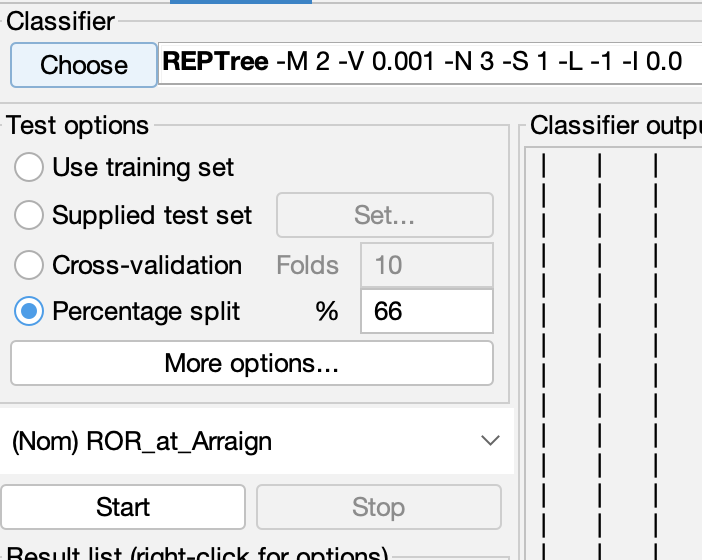 Classifier
Choose REPTree -M 2 -V 0.001 -N 3 -S 1 -L -1 -I 0.0
Test options
Use training set
Supplied test set Set...
Cross-validation Folds 10
Percentage split % 66
More options...
(Nom) ROR_at_Arraign
Start Stop
Result list (right-click for options)
Classifier outpu